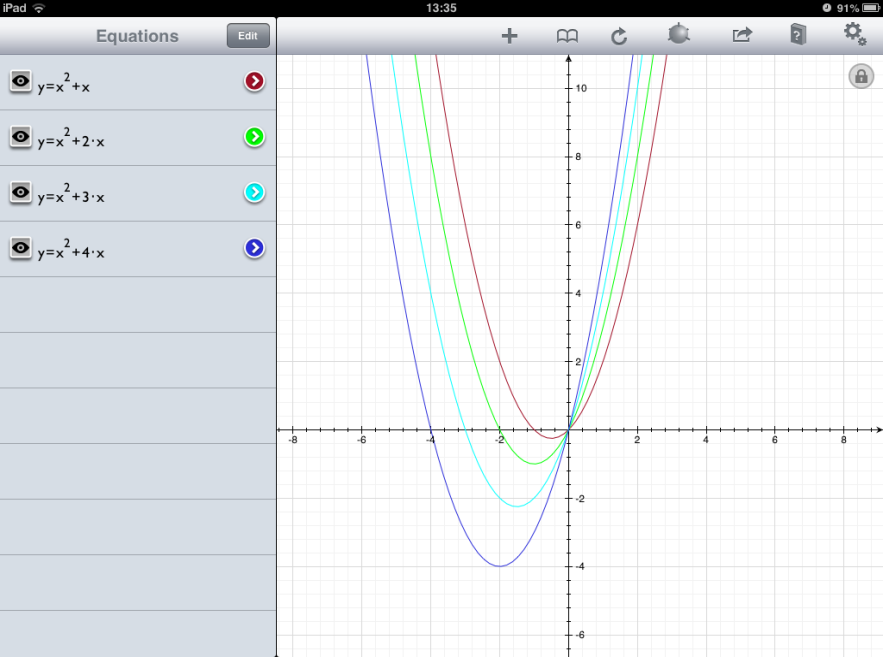 iPad 13:35 91%
Equations Edit
?
y=x²+x
y=x²+2·x
y=x²+3·x
y=x²+4·x
10
8
6
4
2
-8 -6 -4 -2 2 4 6 8
-2
-4
-6